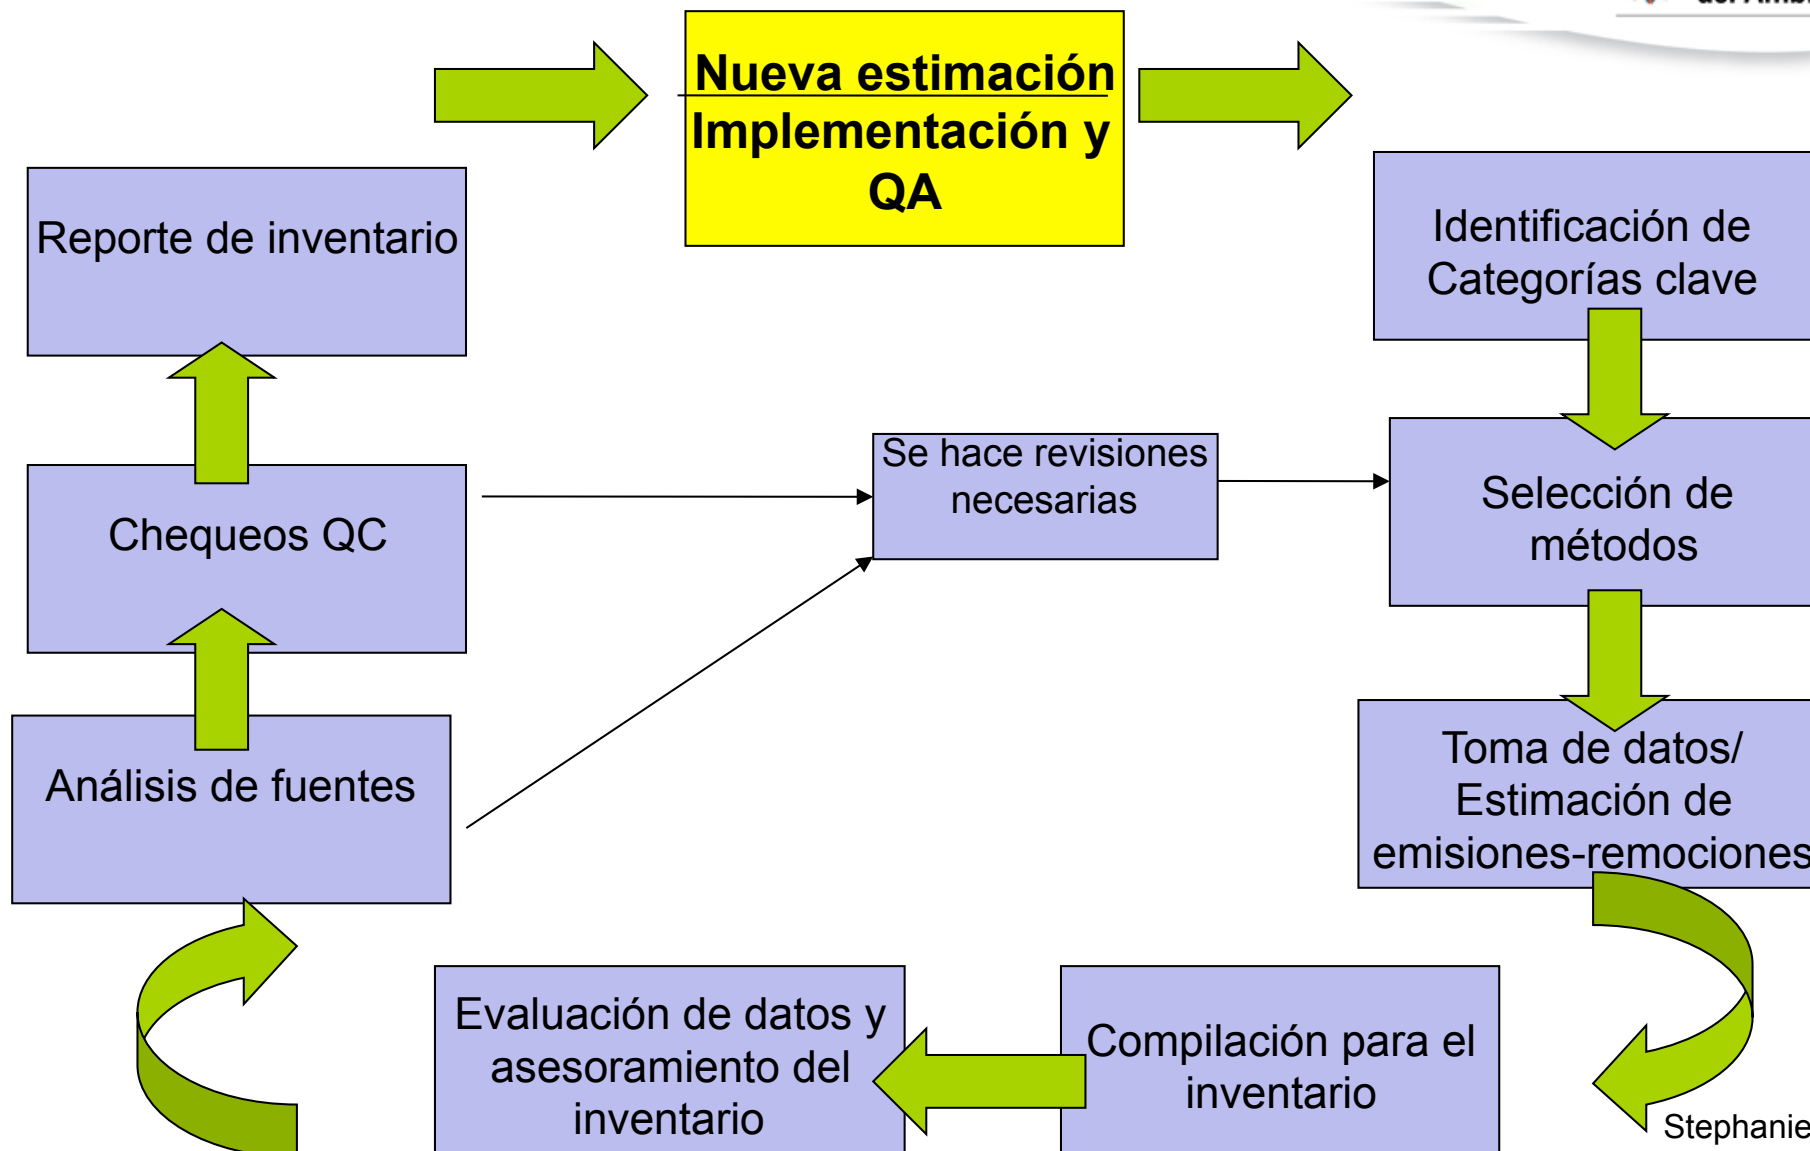 Nueva estimación
Implementación y
QA
Reporte de inventario
Identificación de
Categorías clave
Se hace revisiones
necesarias
Selección de
métodos
Chequeos QC
Análisis de fuentes
Toma de datos/
Estimación de
emisiones-remociones
Evaluación de datos y
asesoramiento del
inventario
Compilación para el
inventario
Stephanie